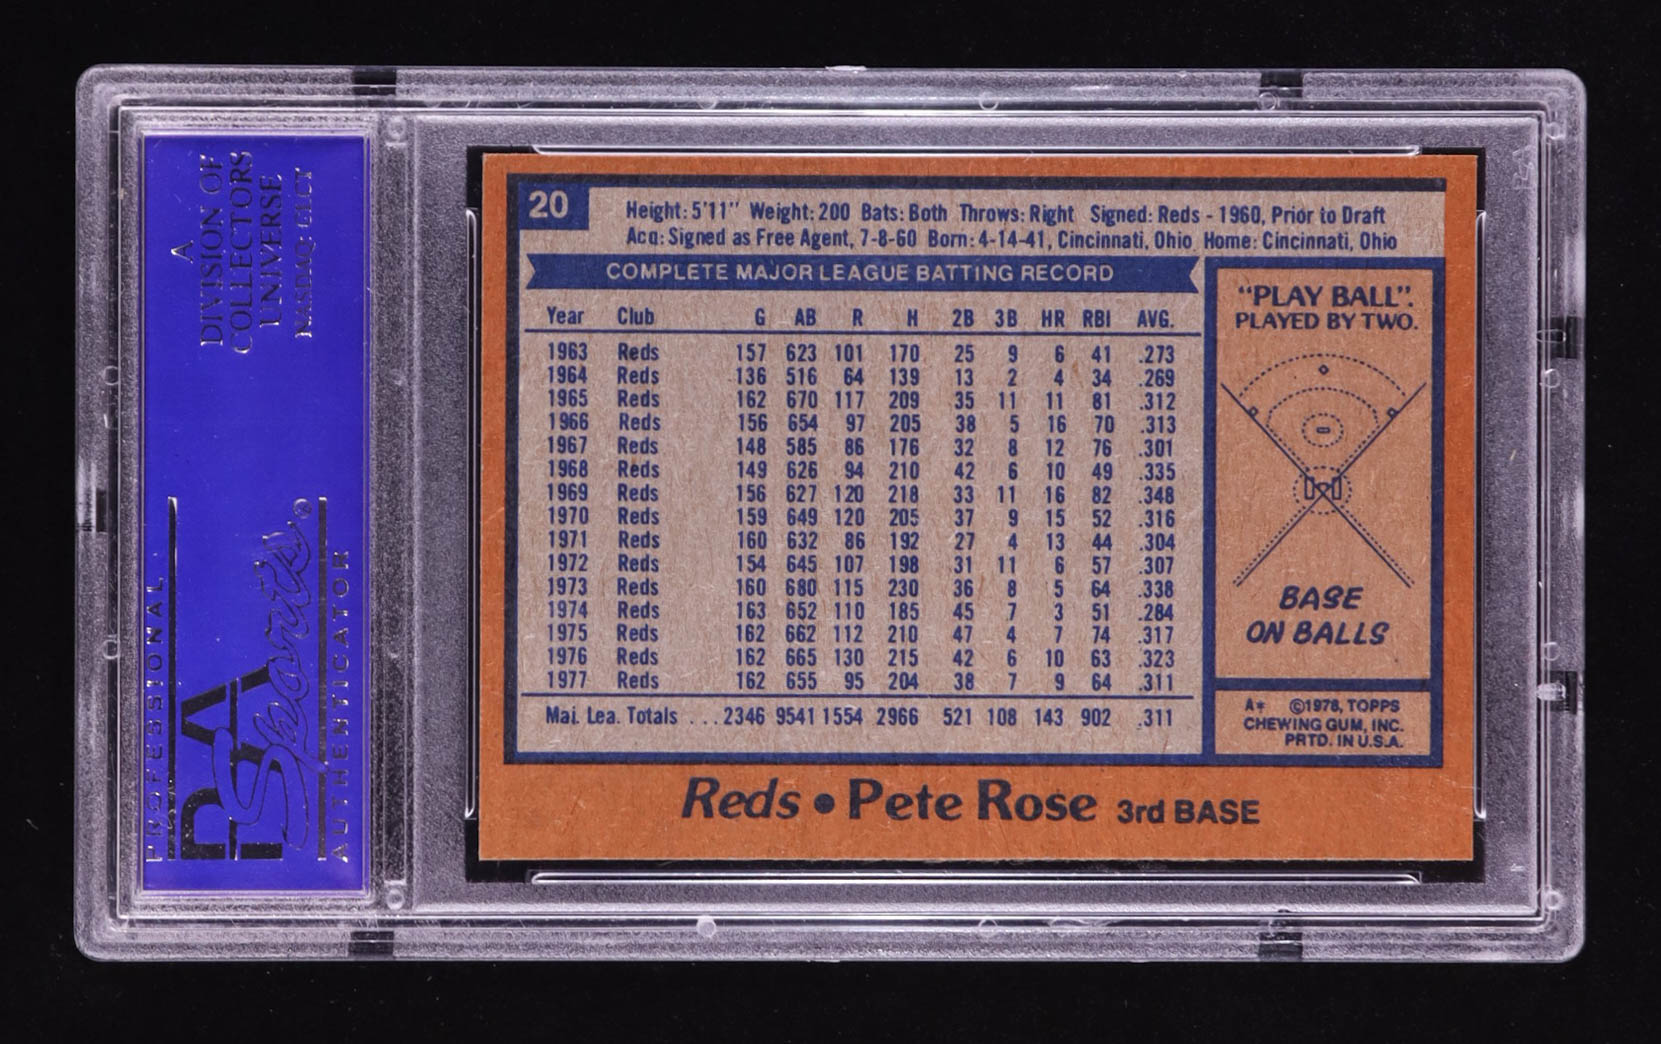 A
DIVISION OF
COLLECTORS
UNIVERSE
NASDAQ: CLCT
PROFESSIONAL
PSA
Sports
AUTHENTICATOR
20
Height: 5'11" Weight: 200 Bats: Both Throws: Right Signed: Reds - 1960, Prior to Draft
Acq: Signed as Free Agent, 7-8-60 Born: 4-14-41, Cincinnati, Ohio Home: Cincinnati, Ohio
COMPLETE MAJOR LEAGUE BATTING RECORD
Year Club G AB R H 2B 3B HR RBI AVG.
1963 Reds 157 623 101 170 25 9 6 41 .273
1964 Reds 136 516 64 139 13 2 4 34 .269
1965 Reds 162 670 117 209 35 11 11 81 .312
1966 Reds 156 654 97 205 38 5 16 70 .313
1967 Reds 148 585 86 176 32 8 12 76 .301
1968 Reds 149 626 94 210 42 6 10 49 .335
1969 Reds 156 627 120 218 33 11 16 82 .348
1970 Reds 159 649 120 205 37 9 15 52 .316
1971 Reds 160 632 86 192 27 4 13 44 .304
1972 Reds 154 645 107 198 31 11 6 57 .307
1973 Reds 160 680 115 230 36 8 5 64 .338
1974 Reds 163 652 110 185 45 7 3 51 .284
1975 Reds 162 662 112 210 47 4 7 74 .317
1976 Reds 162 665 130 215 42 6 10 63 .323
1977 Reds 162 655 95 204 38 7 9 64 .311
Maj. Lea. Totals . . . 2346 9541 1554 2966 521 108 143 902 .311
"PLAY BALL".
PLAYED BY TWO.
BASE
ON BALLS
A* ©1978, TOPPS
CHEWING GUM, INC.
PRTD. IN U.S.A.
Reds • Pete Rose 3rd BASE